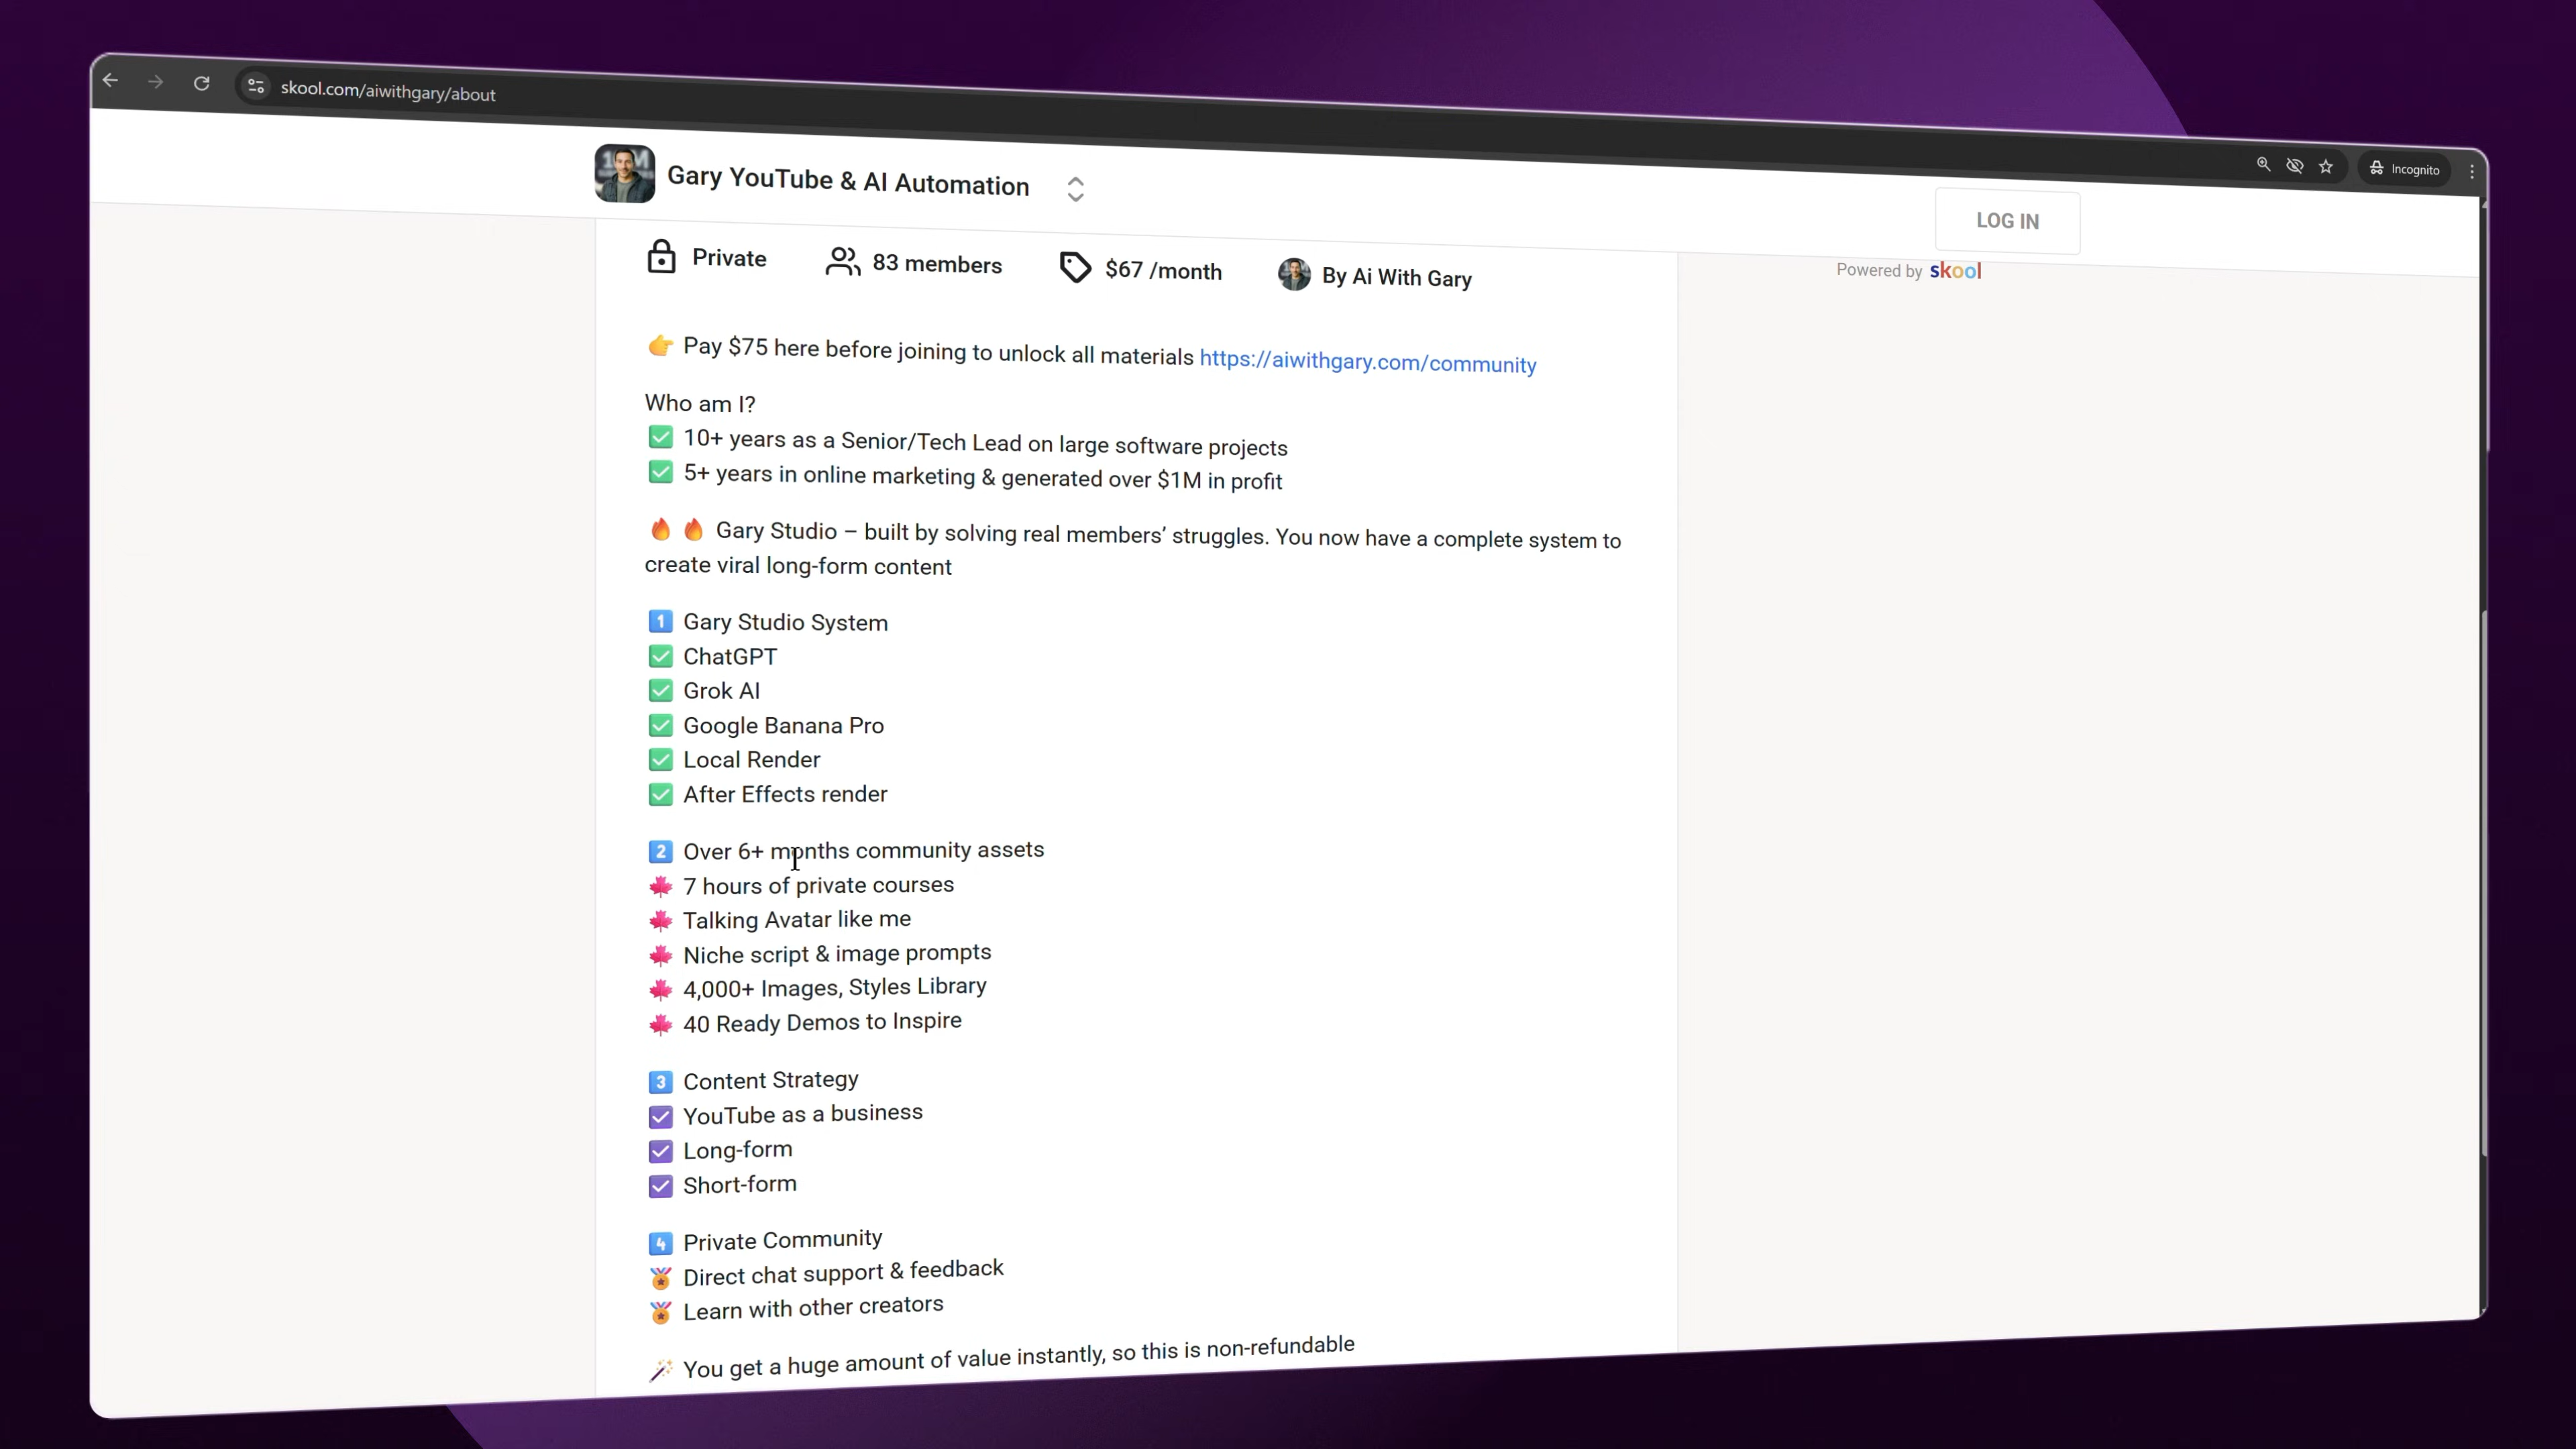 skool.com/aiwithgary/about
Incognito
Gary YouTube & AI Automation
LOG IN
Private
83 members
$67 /month
By Ai With Gary
Powered by skool
👉 Pay $75 here before joining to unlock all materials https://aiwithgary.com/community
Who am I?
✅ 10+ years as a Senior/Tech Lead on large software projects
✅ 5+ years in online marketing & generated over $1M in profit
🔥 🔥 Gary Studio – built by solving real members’ struggles. You now have a complete system to
create viral long-form content
1️⃣ Gary Studio System
✅ ChatGPT
✅ Grok AI
✅ Google Banana Pro
✅ Local Render
✅ After Effects render
2️⃣ Over 6+ months community assets
🍁 7 hours of private courses
🍁 Talking Avatar like me
🍁 Niche script & image prompts
🍁 4,000+ Images, Styles Library
🍁 40 Ready Demos to Inspire
3️⃣ Content Strategy
☑️ YouTube as a business
☑️ Long-form
☑️ Short-form
4️⃣ Private Community
🏅 Direct chat support & feedback
🏅 Learn with other creators
🪄 You get a huge amount of value instantly, so this is non-refundable